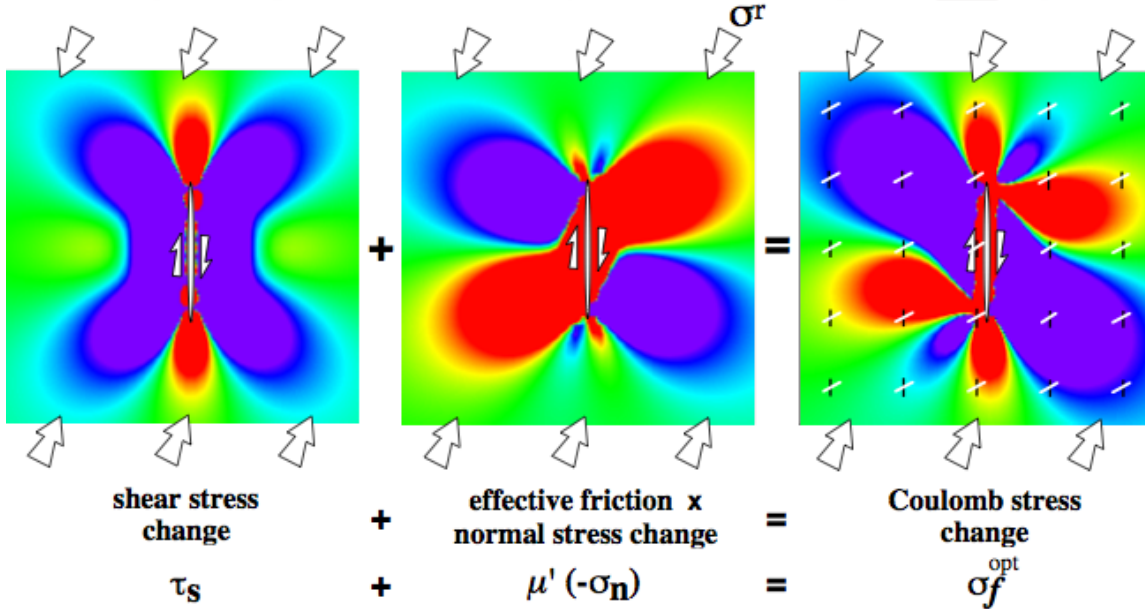 σr
+
=
shear stress
change
+
effective friction x
normal stress change
=
Coulomb stress
change
τs
+
μ' (-σn)
=
σf opt